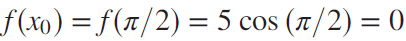 f(x₀) = f(π/2) = 5 cos (π/2) = 0